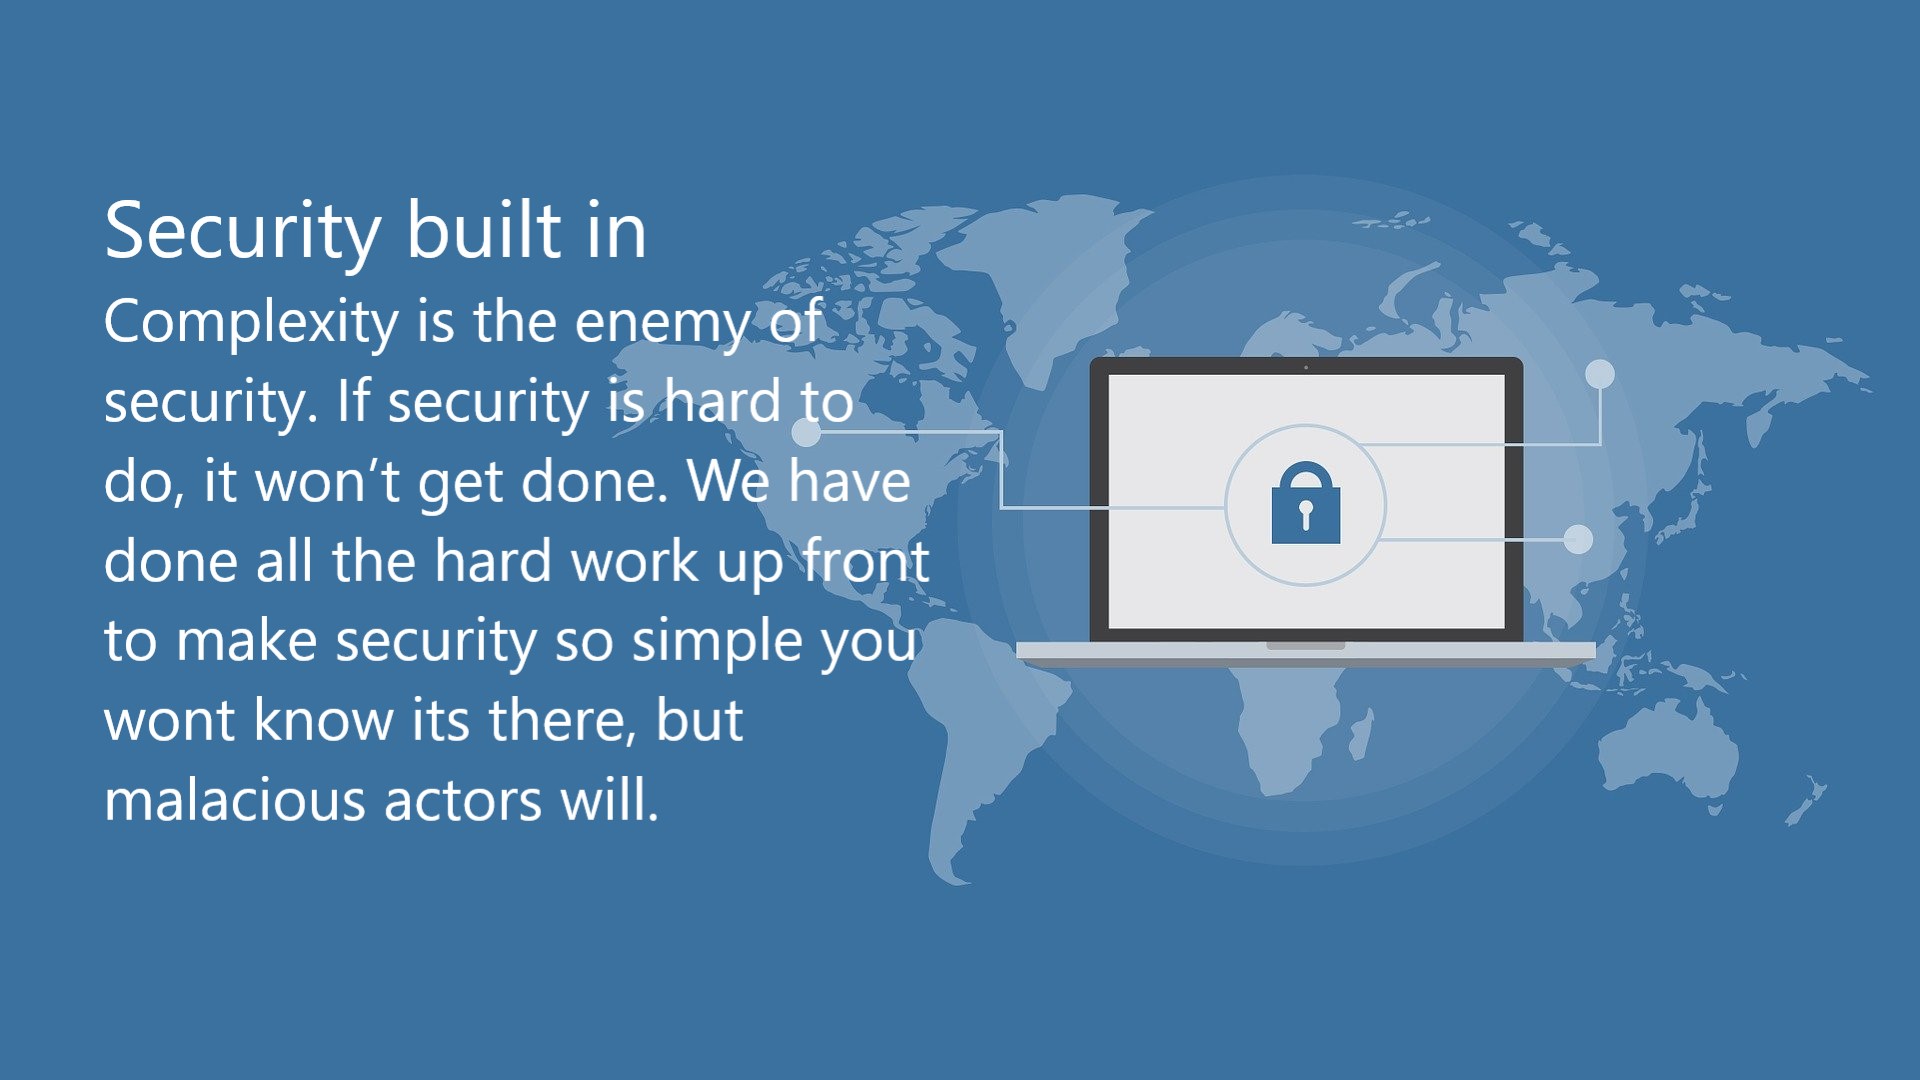 Security built in
Complexity is the enemy of
security. If security is hard to
do, it won’t get done. We have
done all the hard work up front
to make security so simple you
wont know its there, but
malacious actors will.